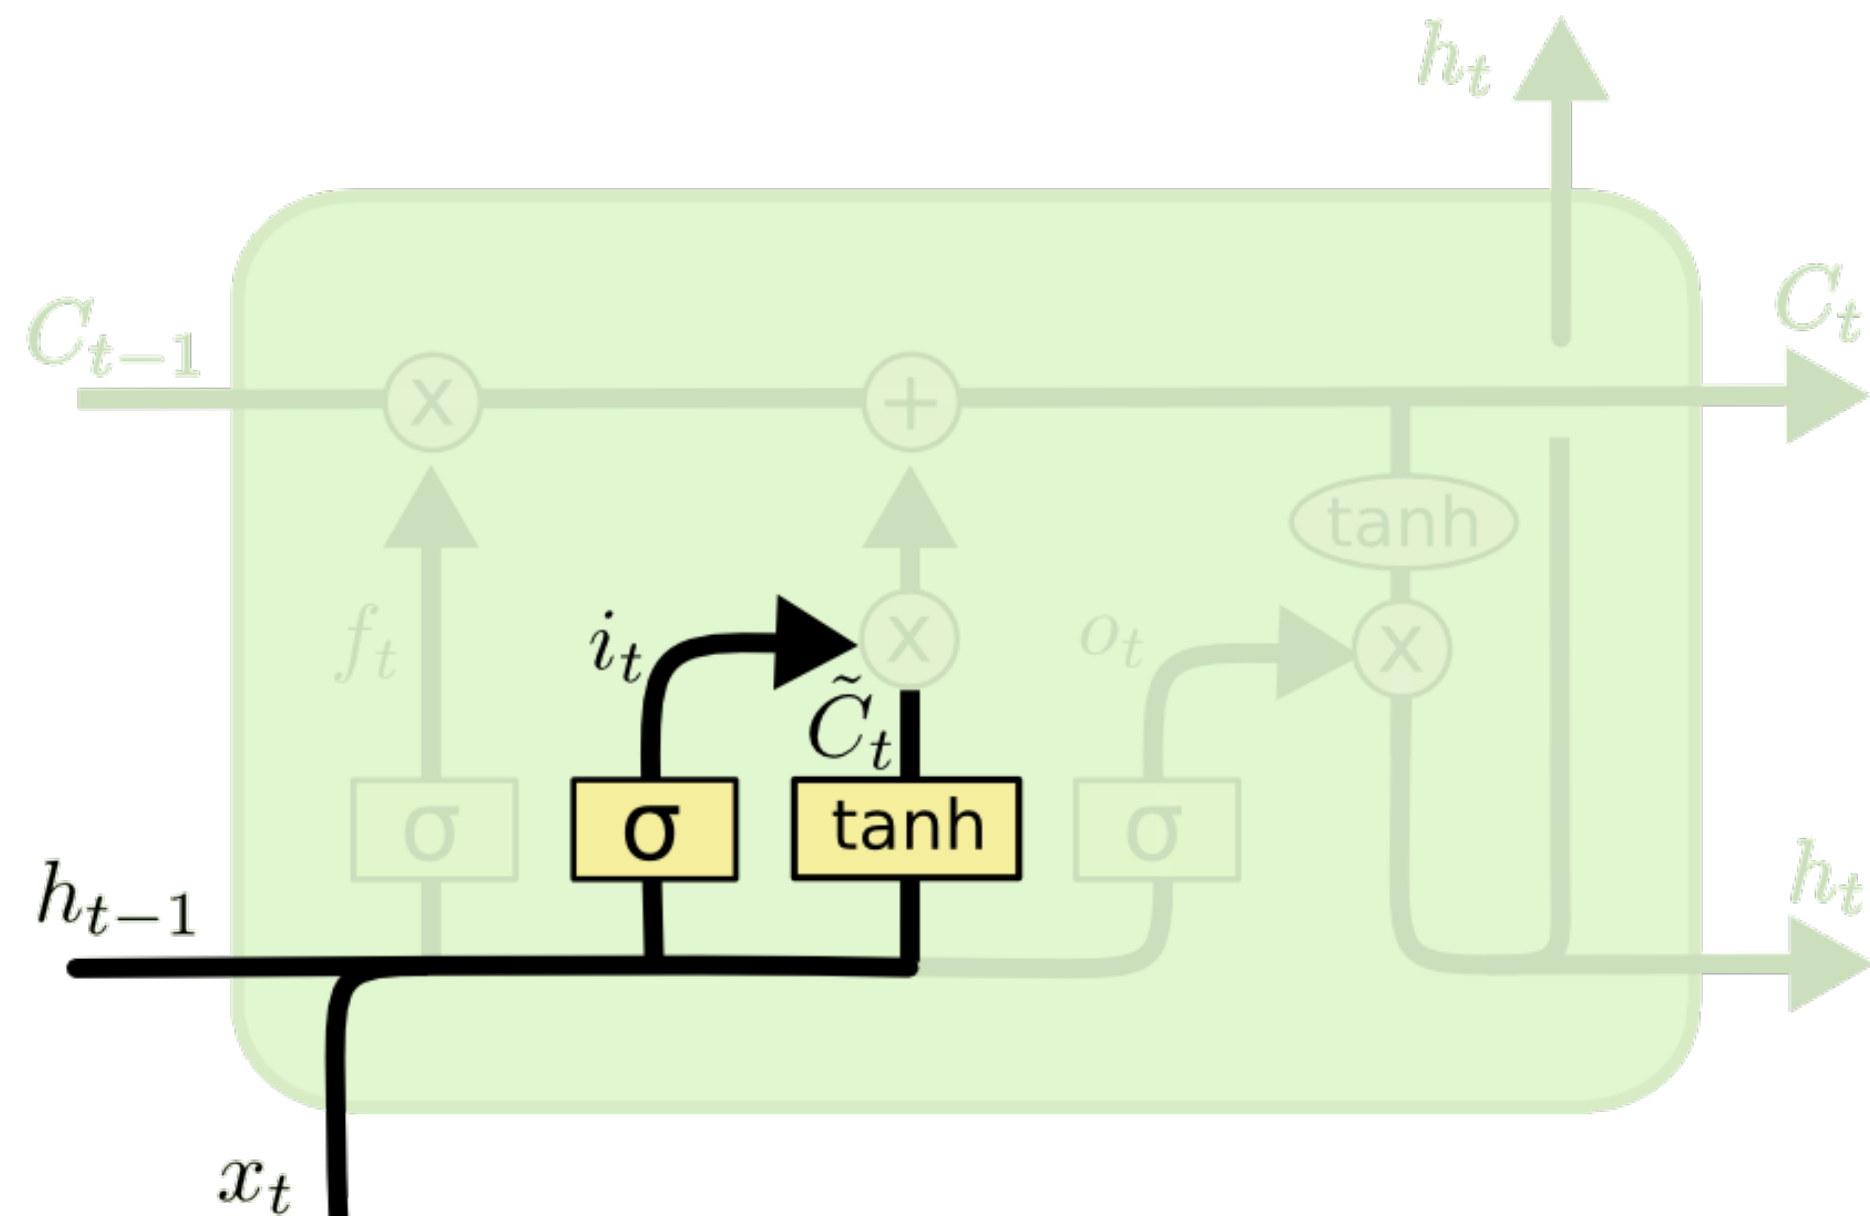 h_t
C_{t-1}
C_t
x
+
tanh
f_t
i_t
x
o_t
x
C̃_t
σ
σ
tanh
σ
h_{t-1}
h_t
x_t